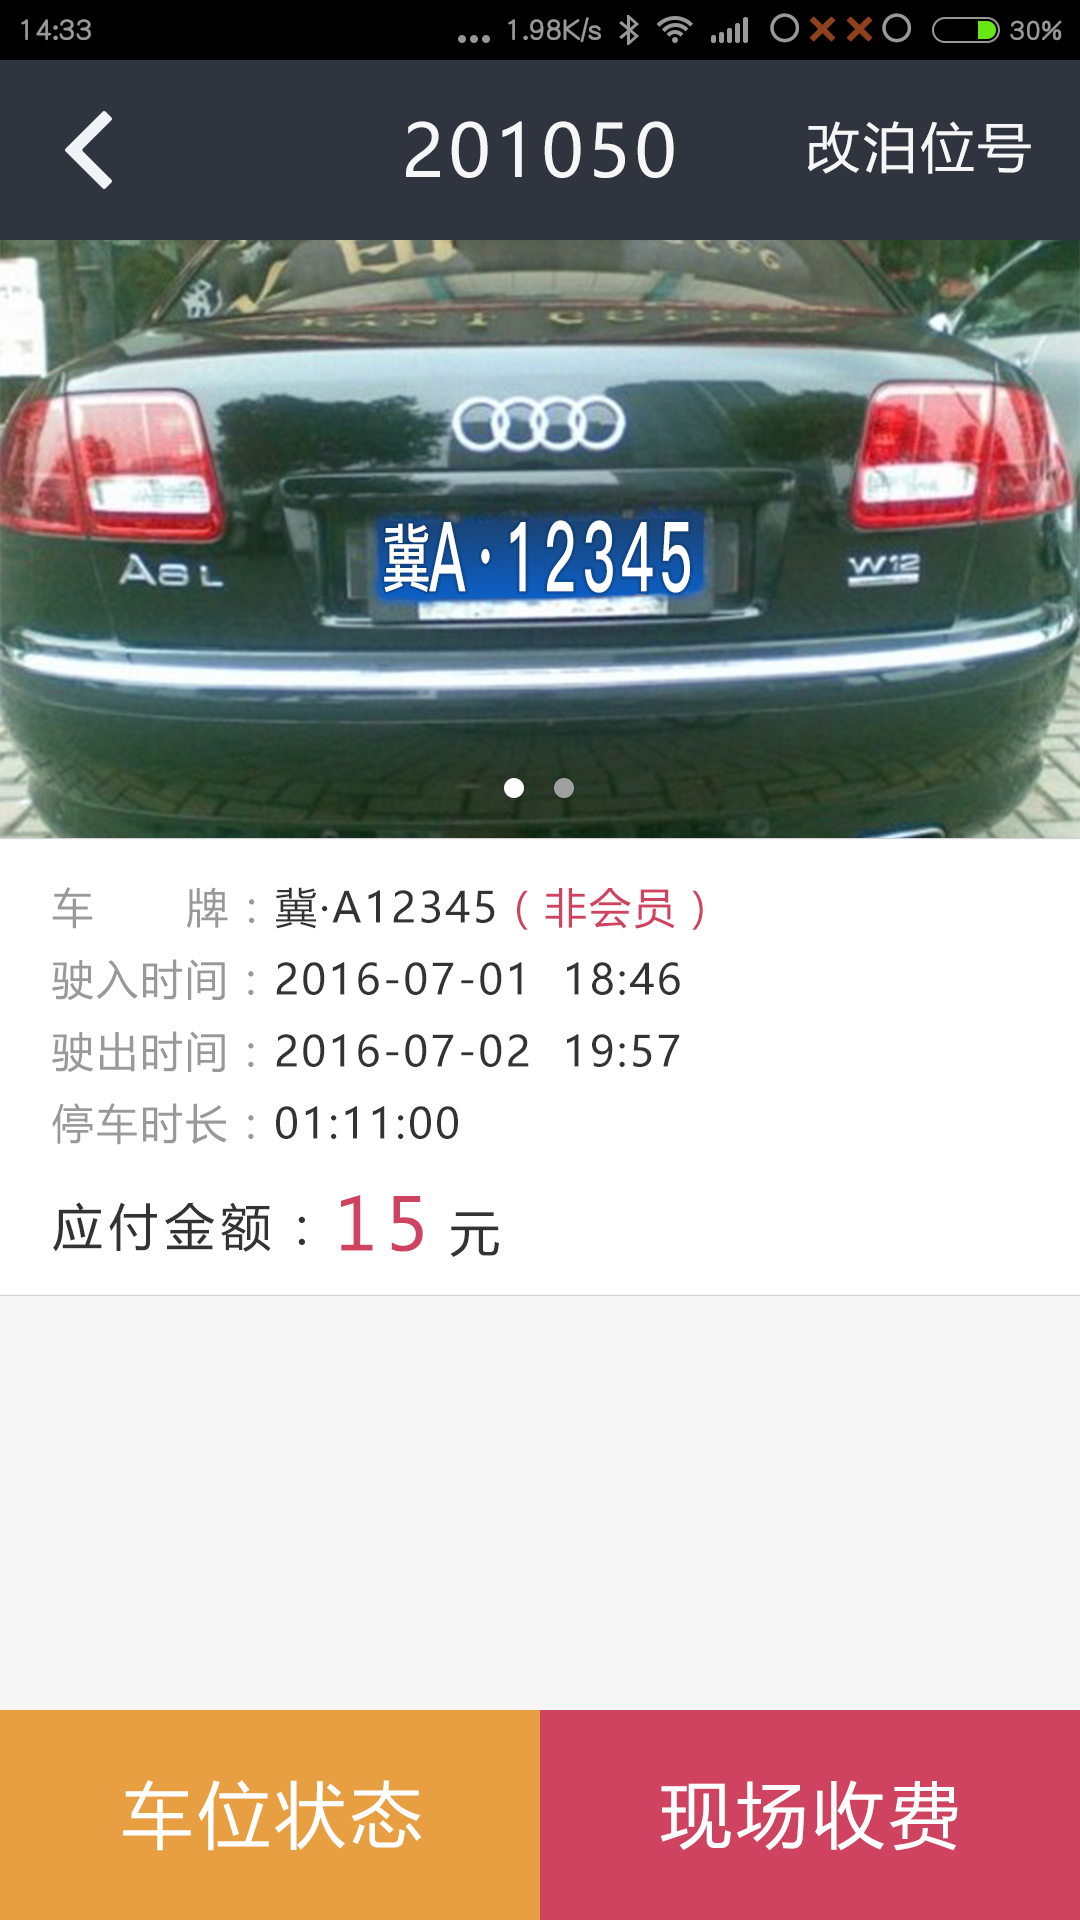 14:33 ... 1.98K/s 30%
201050 改泊位号
A8 L 冀A·12345 W12
车 牌：冀·A12345（非会员）
驶入时间：2016-07-01 18:46
驶出时间：2016-07-02 19:57
停车时长：01:11:00
应付金额：15 元
车位状态 现场收费